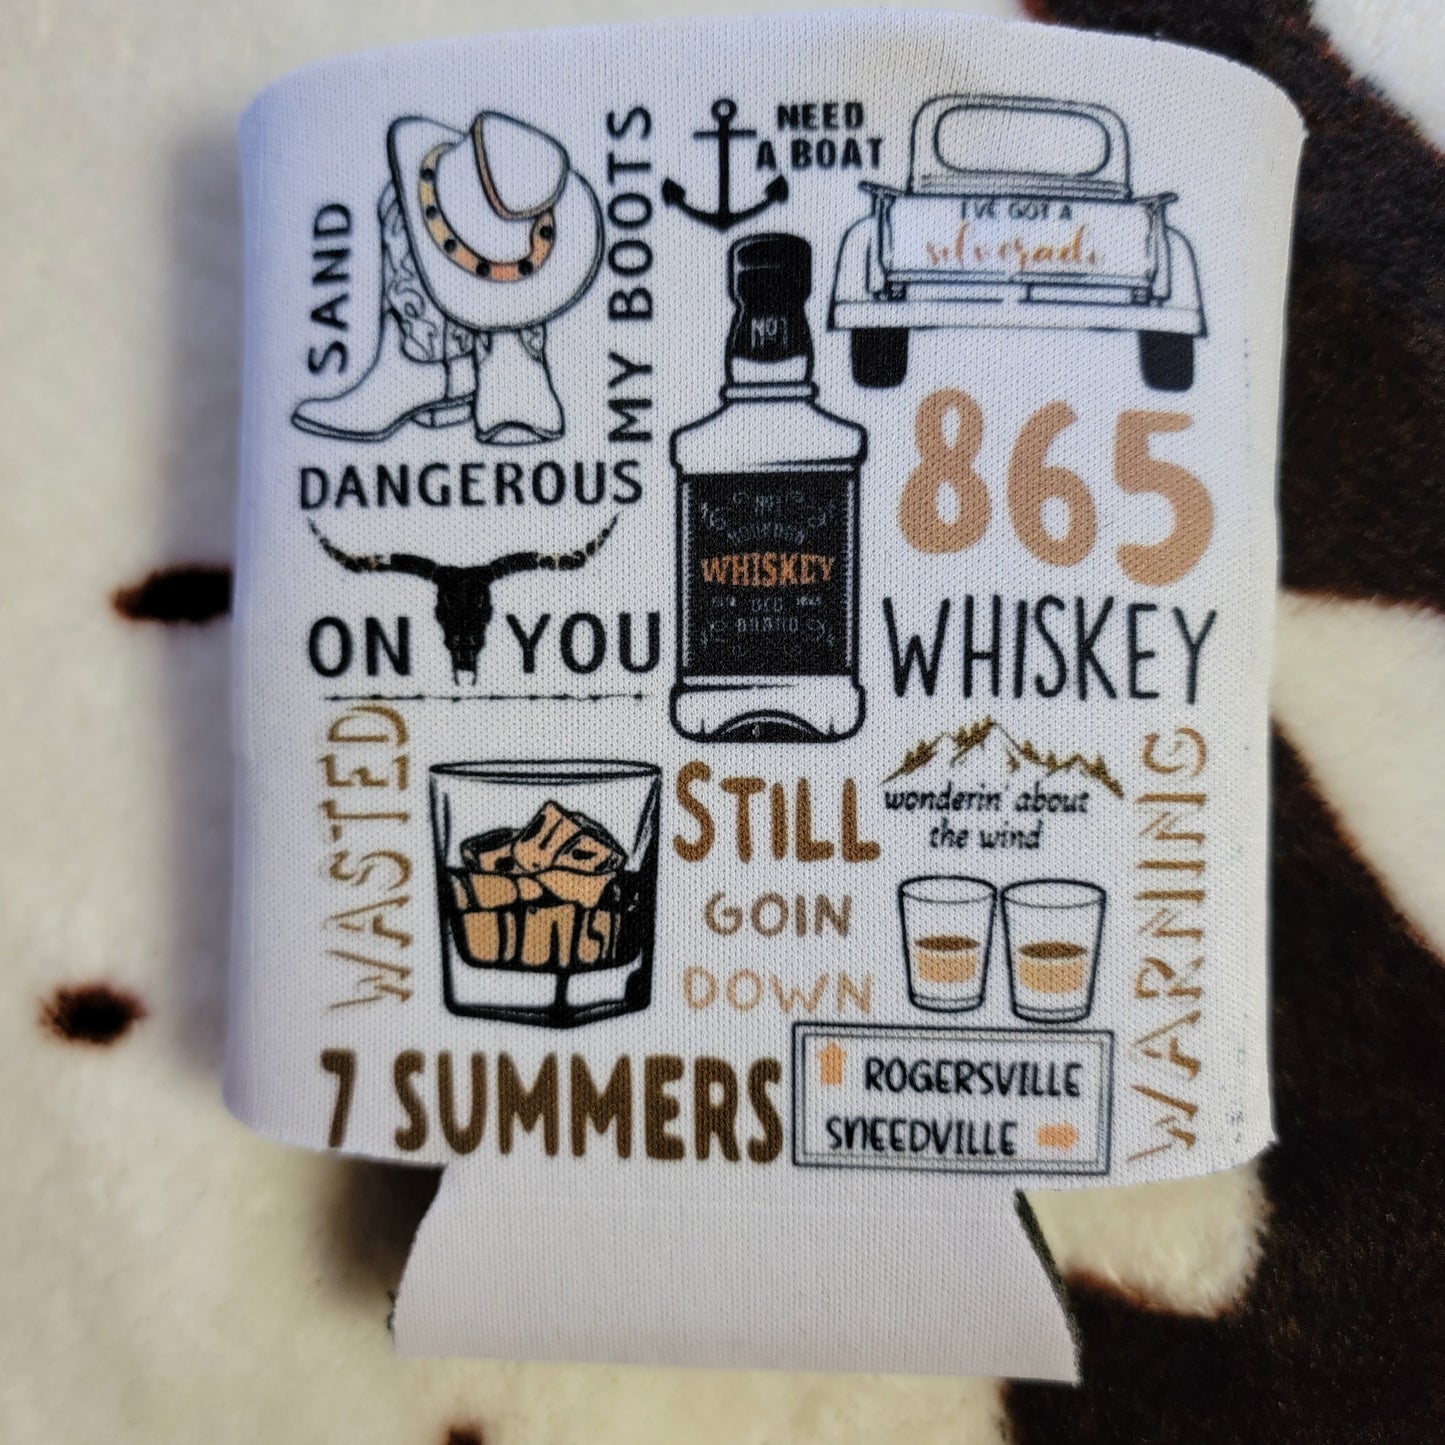 SAND
MY BOOTS
DANGEROUS
ON YOU
NEED
A BOAT
I'VE GOT A
silverado
Nº1
WHISKEY
865
WHISKEY
WASTED
STILL
GOIN
DOWN
wonderin' about
the wind
WARNING
7 SUMMERS
ROGERSVILLE
SNEEDVILLE